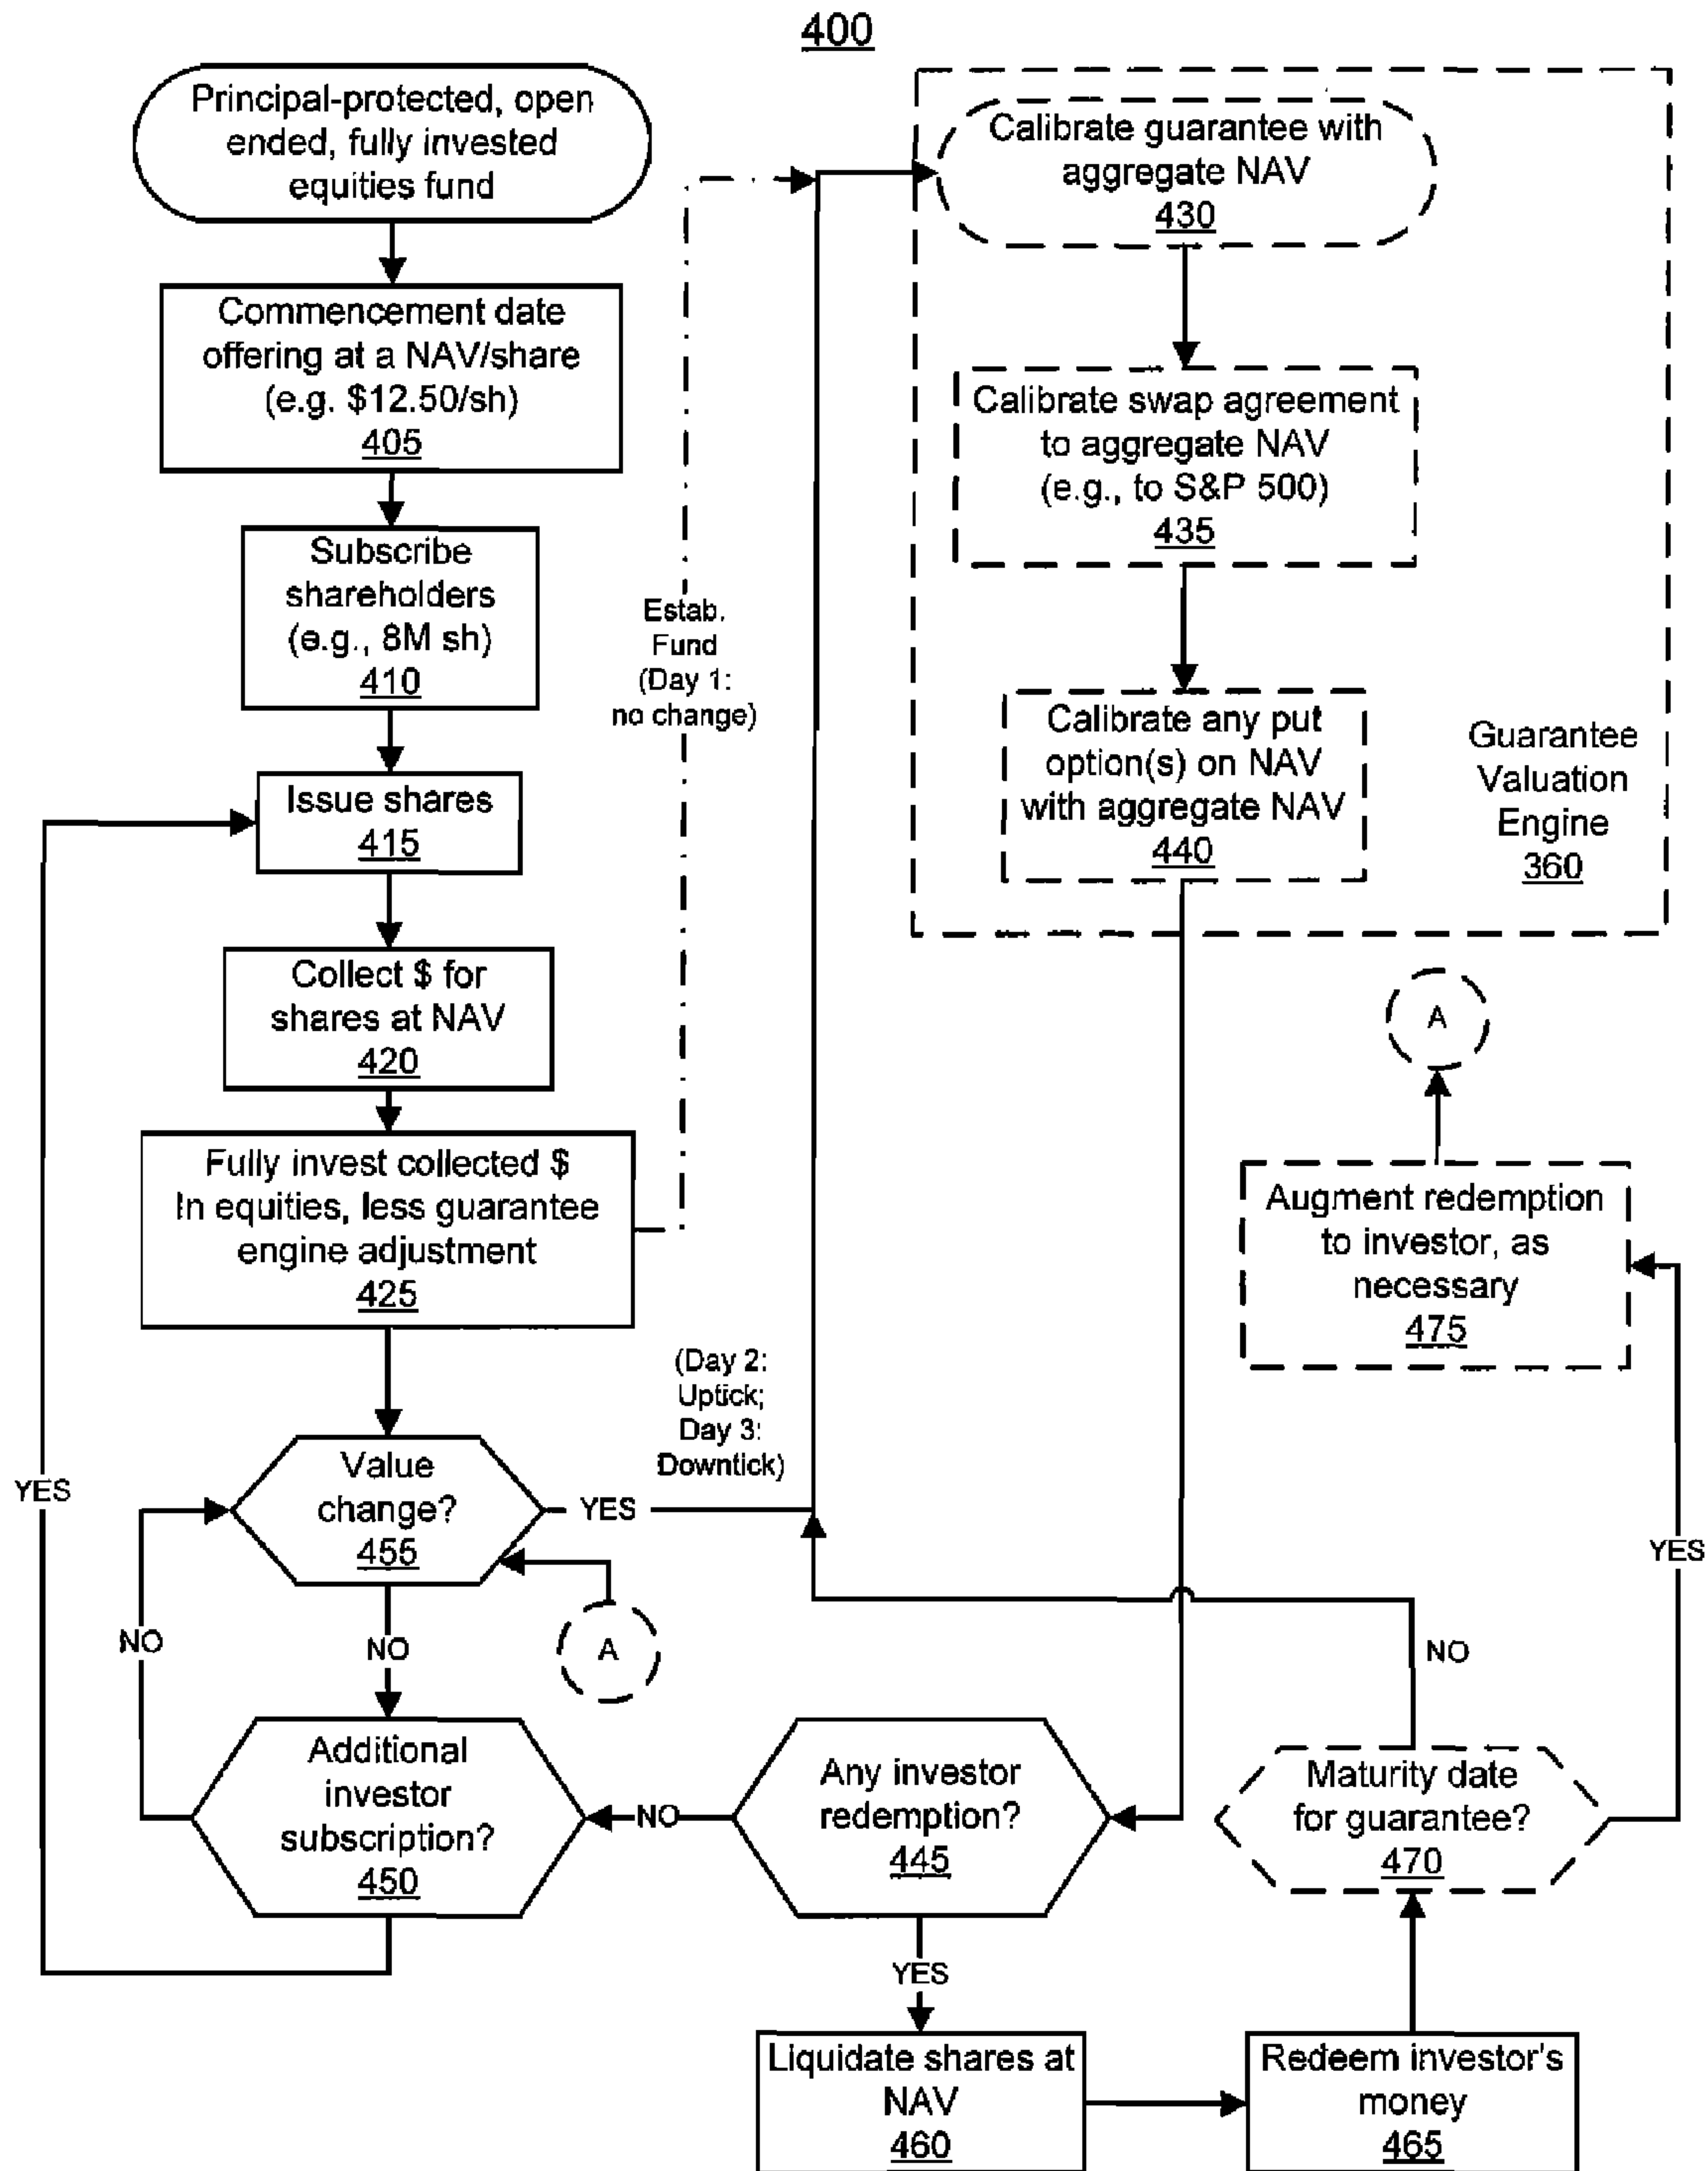 400
Principal-protected, open
ended, fully invested
equities fund
Commencement date
offering at a NAV/share
(e.g. $12.50/sh)
405
Subscribe
shareholders
(e.g., 8M sh)
410
Issue shares
415
Collect $ for
shares at NAV
420
Fully invest collected $
In equities, less guarantee
engine adjustment
425
Estab.
Fund
(Day 1:
no change)
Calibrate guarantee with
aggregate NAV
430
Calibrate swap agreement
to aggregate NAV
(e.g., to S&P 500)
435
Calibrate any put
option(s) on NAV
with aggregate NAV
440
Guarantee
Valuation
Engine
360
A
Augment redemption
to investor, as
necessary
475
(Day 2:
Uptick;
Day 3:
Downtick)
Value
change?
455
YES
YES
YES
A
NO
NO
NO
Additional
investor
subscription?
450
NO
Any investor
redemption?
445
Maturity date
for guarantee?
470
YES
Liquidate shares at
NAV
460
Redeem investor's
money
465